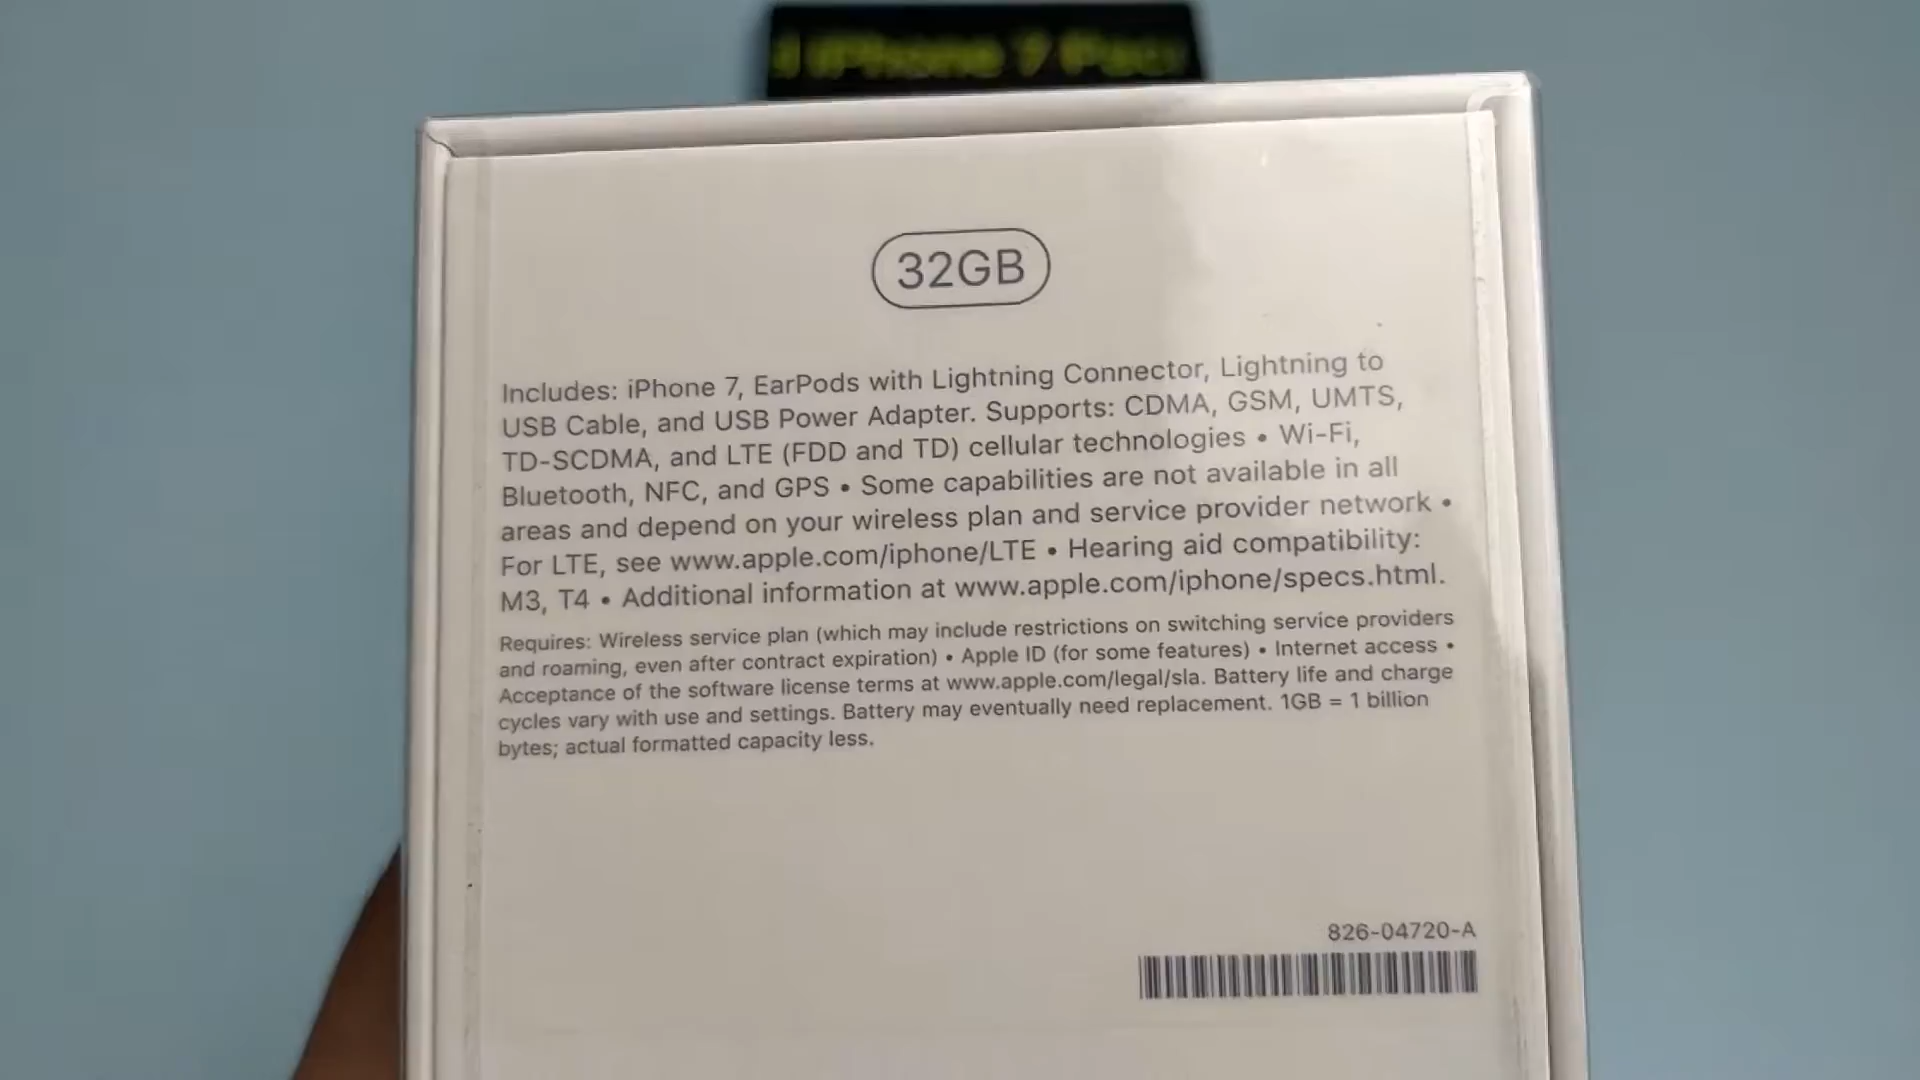 iPhone 7
32GB
Includes: iPhone 7, EarPods with Lightning Connector, Lightning to
USB Cable, and USB Power Adapter. Supports: CDMA, GSM, UMTS,
TD-SCDMA, and LTE (FDD and TD) cellular technologies • Wi-Fi,
Bluetooth, NFC, and GPS • Some capabilities are not available in all
areas and depend on your wireless plan and service provider network •
For LTE, see www.apple.com/iphone/LTE • Hearing aid compatibility:
M3, T4 • Additional information at www.apple.com/iphone/specs.html.
Requires: Wireless service plan (which may include restrictions on switching service providers
and roaming, even after contract expiration) • Apple ID (for some features) • Internet access •
Acceptance of the software license terms at www.apple.com/legal/sla. Battery life and charge
cycles vary with use and settings. Battery may eventually need replacement. 1GB = 1 billion
bytes; actual formatted capacity less.
826-04720-A